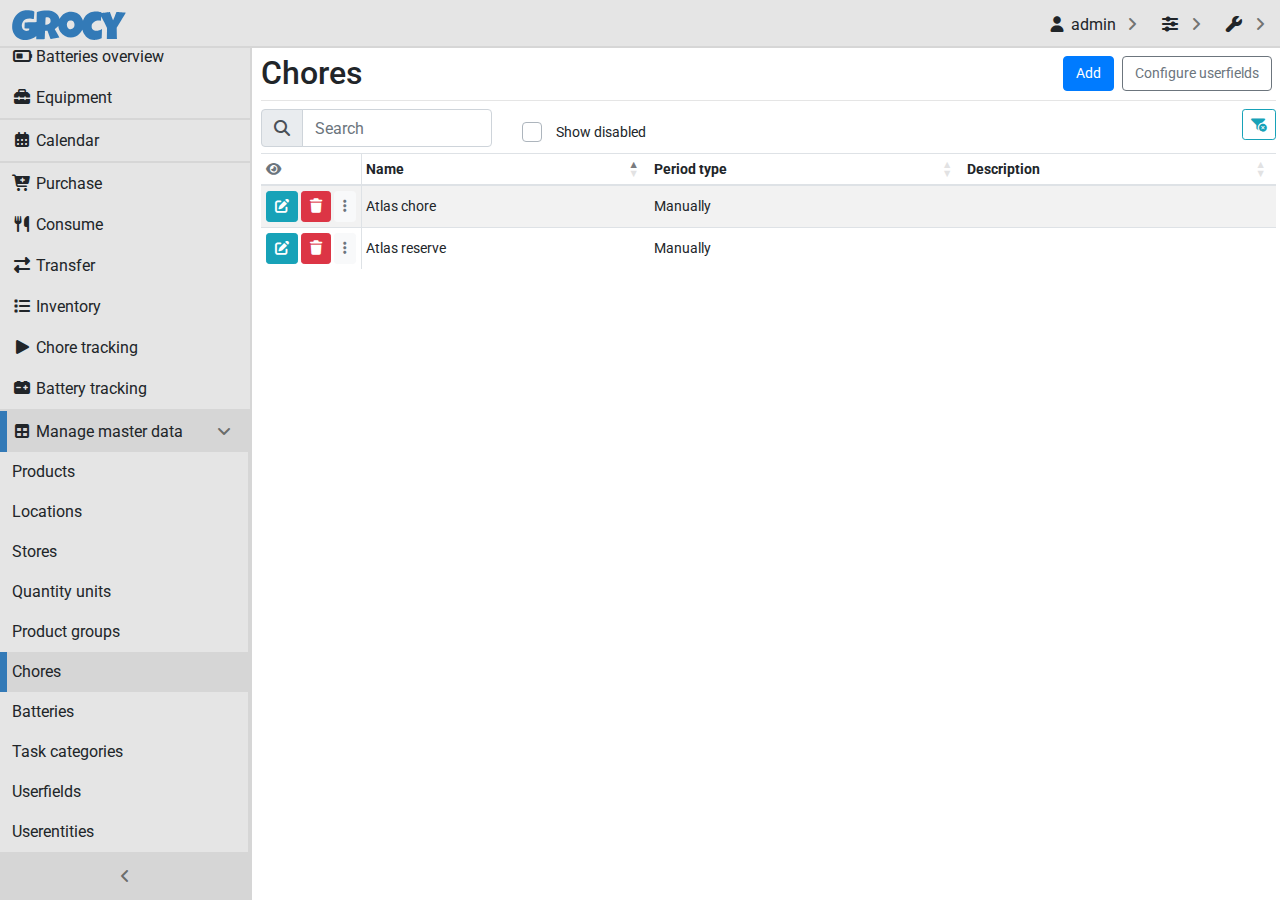 GROCY
admin
Batteries overview
Equipment
Calendar
Purchase
Consume
Transfer
Inventory
Chore tracking
Battery tracking
Manage master data
Products
Locations
Stores
Quantity units
Product groups
Chores
Batteries
Task categories
Userfields
Userentities
Chores
Add
Configure userfields
Search
Show disabled
Name Period type Description
Atlas chore Manually
Atlas reserve Manually